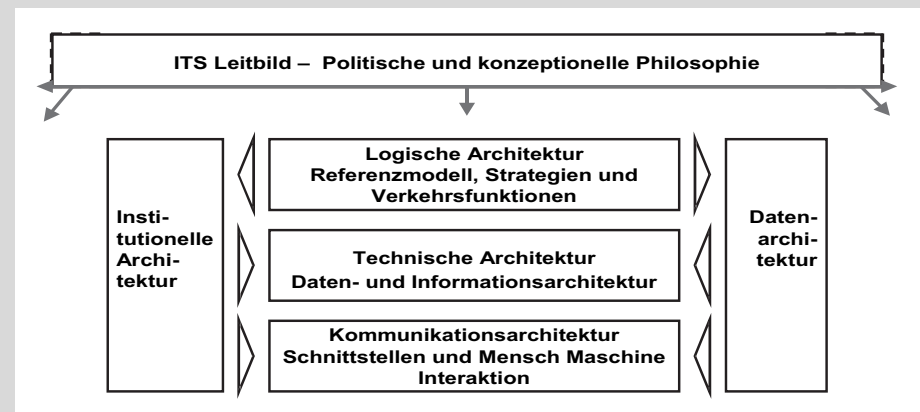 ITS Leitbild – Politische und konzeptionelle Philosophie
Logische Architektur
Referenzmodell, Strategien und
Verkehrsfunktionen
Insti-
tutionelle
Archi-
tektur
Daten-
archi-
tektur
Technische Architektur
Daten- und Informationsarchitektur
Kommunikationsarchitektur
Schnittstellen und Mensch Maschine
Interaktion